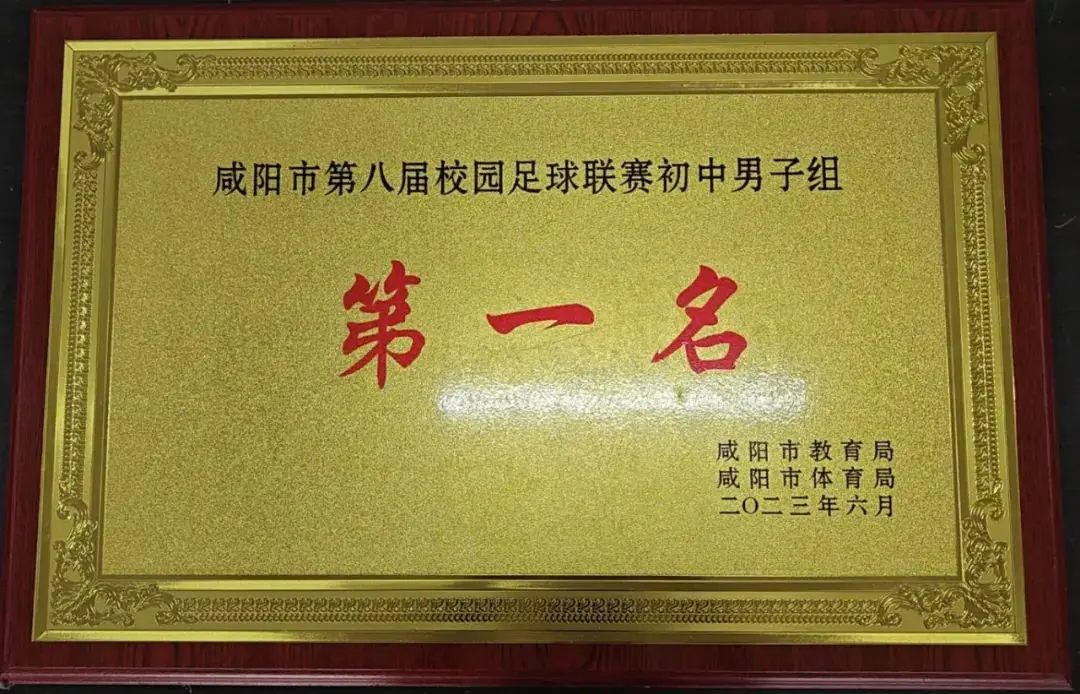 咸阳市第八届校园足球联赛初中男子组
第一名
咸阳市教育局
咸阳市体育局
二〇二三年六月